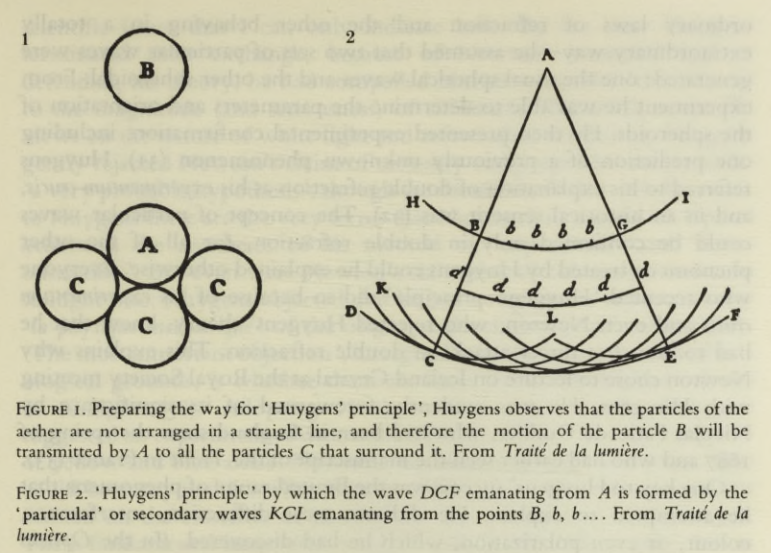 1
2
B
A
C
C
C
A
H
I
B
b
b
b
b
G
d
d
d
d
d
d
K
D
L
F
C
E
FIGURE 1. Preparing the way for 'Huygens' principle', Huygens observes that the particles of
the aether are not arranged in a straight line, and therefore the motion of the particle B will be
transmitted by A to all the particles C that surround it. From Traité de la lumière.
FIGURE 2. 'Huygens' principle' by which the wave DCF emanating from A is formed by the
'particular' or secondary waves KCL emanating from the points B, b, b .... From Traité de la
lumière.